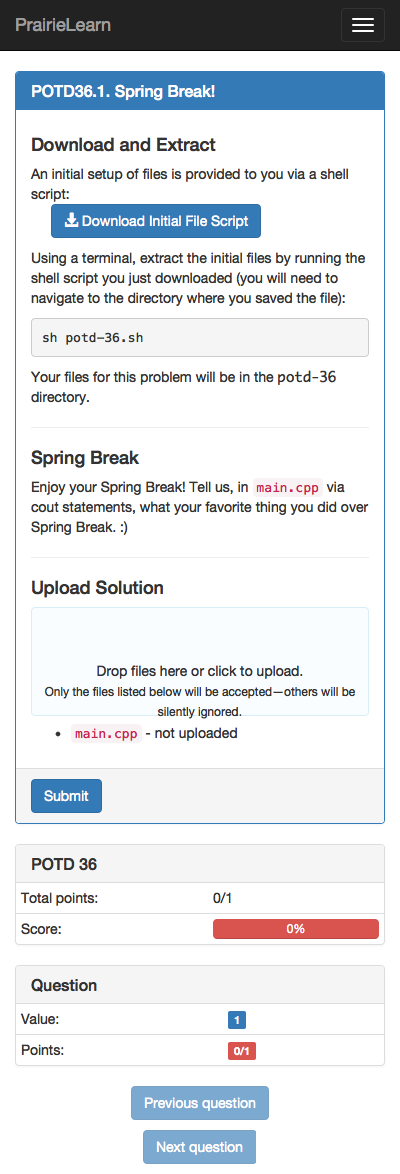 PrairieLearn
POTD36.1. Spring Break!
Download and Extract
An initial setup of files is provided to you via a shell
script:
Download Initial File Script
Using a terminal, extract the initial files by running the
shell script you just downloaded (you will need to
navigate to the directory where you saved the file):
sh potd-36.sh
Your files for this problem will be in the potd-36
directory.
Spring Break
Enjoy your Spring Break! Tell us, in main.cpp via
cout statements, what your favorite thing you did over
Spring Break. :)
Upload Solution
Drop files here or click to upload.
Only the files listed below will be accepted—others will be
silently ignored.
• main.cpp - not uploaded
Submit
POTD 36
Total points: 0/1
Score: 0%
Question
Value: 1
Points: 0/1
Previous question
Next question